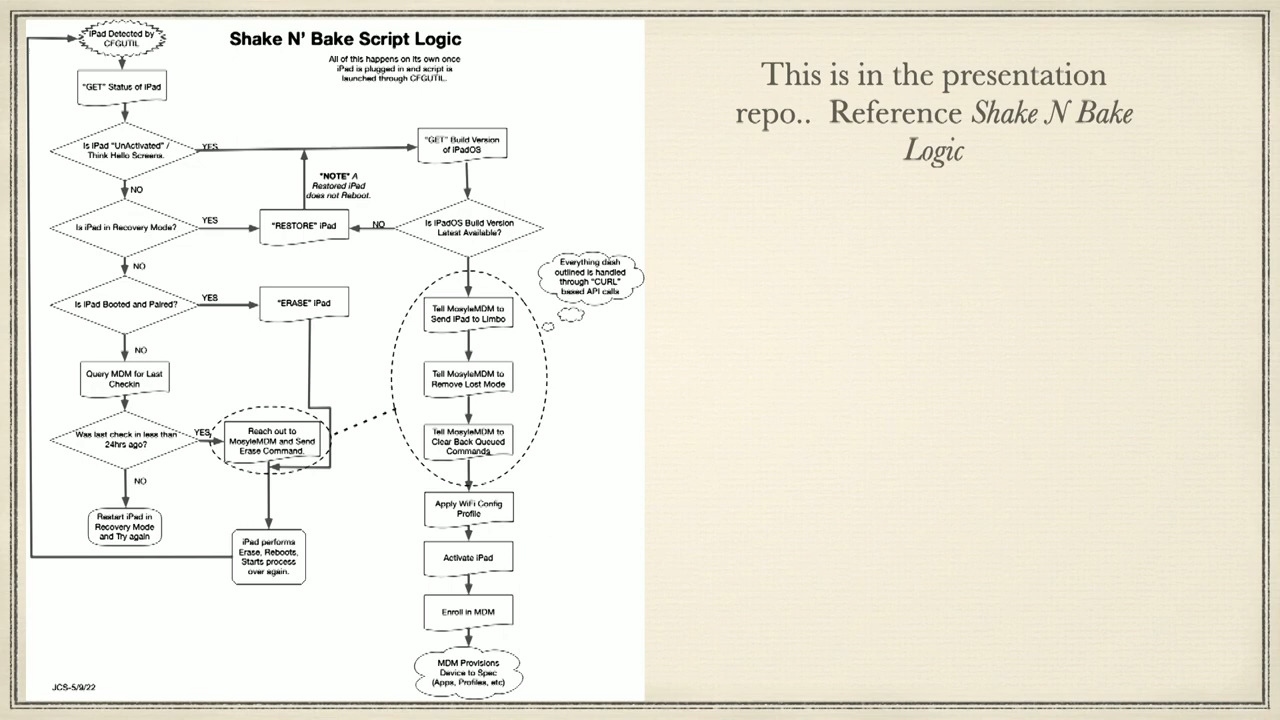 Shake N' Bake Script Logic
All of this happens on its own once
iPad is plugged in and script is
launched through CFGUTIL.
iPad Detected by
CFGUTIL
"GET" Status of iPad
Is iPad "UnActivated" /
Think Hello Screens.
YES
NO
"GET" Build Version
of iPadOS
"NOTE" A
Restored iPad
does not Reboot.
Is iPad in Recovery Mode?
YES
NO
"RESTORE" iPad
NO
Is iPadOS Build Version
Latest Available?
Everything dash
outlined is handled
through "CURL"
based API calls
Is iPad Booted and Paired?
YES
NO
"ERASE" iPad
Tell MosyleMDM to
Send iPad to Limbo
Query MDM for Last
Checkin
Tell MosyleMDM to
Remove Lost Mode
Was last check in less than
24hrs ago?
YES
NO
Reach out to
MosyleMDM and Send
Erase Command.
Tell MosyleMDM to
Clear Back Queued
Commands
Restart iPad in
Recovery Mode
and Try again
iPad performs
Erase, Reboots,
Starts process
over again.
Apply WiFi Config
Profile
Activate iPad
Enroll in MDM
MDM Provisions
Device to Spec
(Apps, Profiles, etc)
JCS-5/9/22
This is in the presentation
repo.. Reference Shake N Bake
Logic